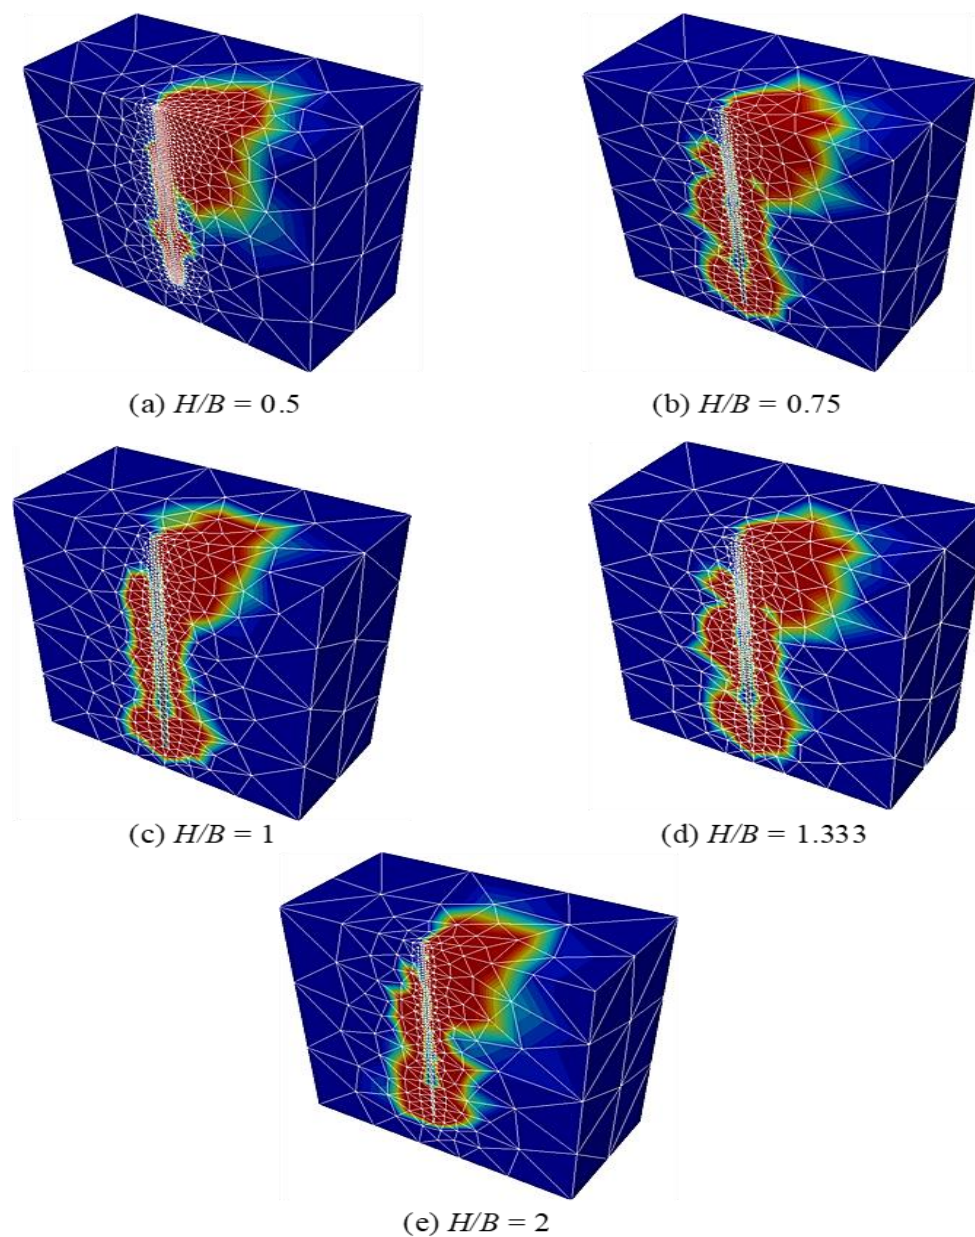 (a) H/B = 0.5
(b) H/B = 0.75
(c) H/B = 1
(d) H/B = 1.333
(e) H/B = 2